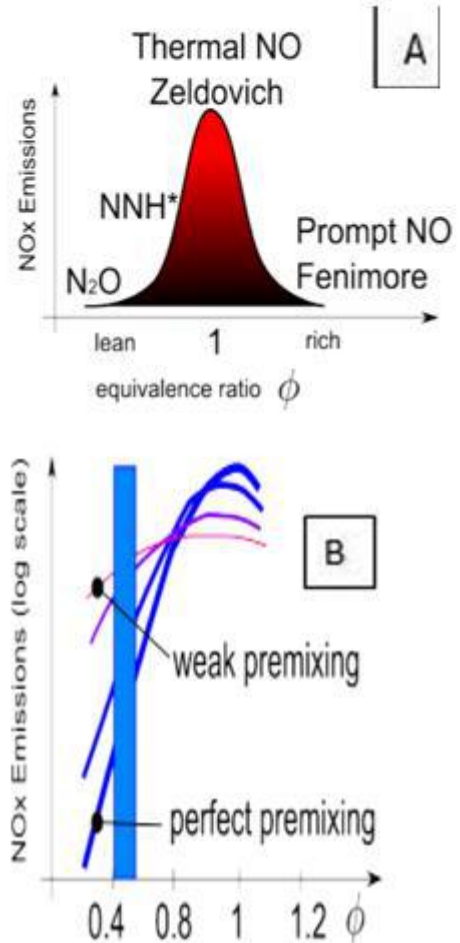 A
Thermal NO
Zeldovich
NOx Emissions
NNH*
Prompt NO
Fenimore
N₂O
lean 1 rich
equivalence ratio ϕ
B
NOx Emissions (log scale)
weak premixing
perfect premixing
0.4 0.8 1 1.2 ϕ